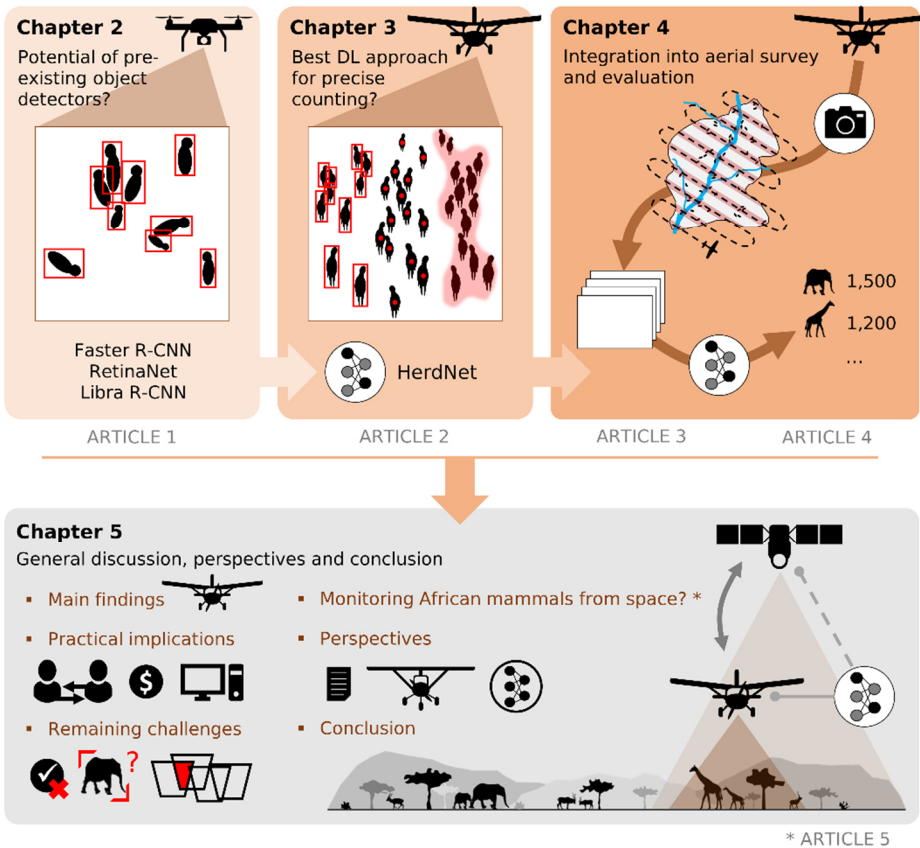 Chapter 2
Potential of pre-
existing object
detectors?
Faster R-CNN
RetinaNet
Libra R-CNN
ARTICLE 1
Chapter 3
Best DL approach
for precise
counting?
HerdNet
ARTICLE 2
Chapter 4
Integration into aerial survey
and evaluation
1,500
1,200
...
ARTICLE 3
ARTICLE 4
Chapter 5
General discussion, perspectives and conclusion
▪ Main findings
▪ Practical implications
$
▪ Remaining challenges
?
▪ Monitoring African mammals from space? *
▪ Perspectives
▪ Conclusion
* ARTICLE 5